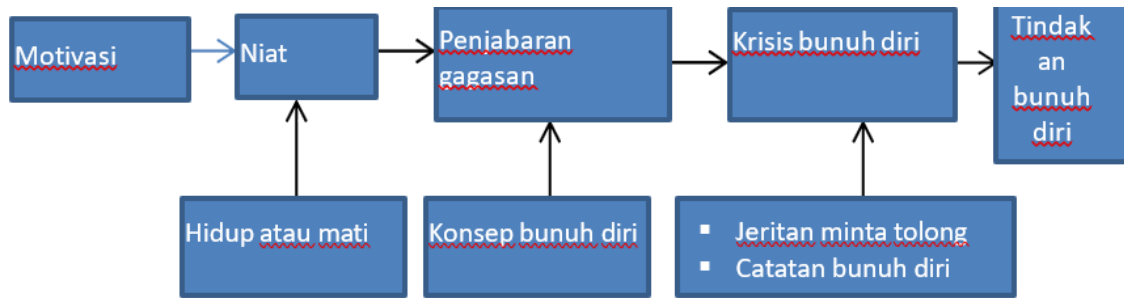 Motivasi
Niat
Penjabaran
gagasan
Krisis bunuh diri
Tindak
an
bunuh
diri
Hidup atau mati
Konsep bunuh diri
▪ Jeritan minta tolong
▪ Catatan bunuh diri